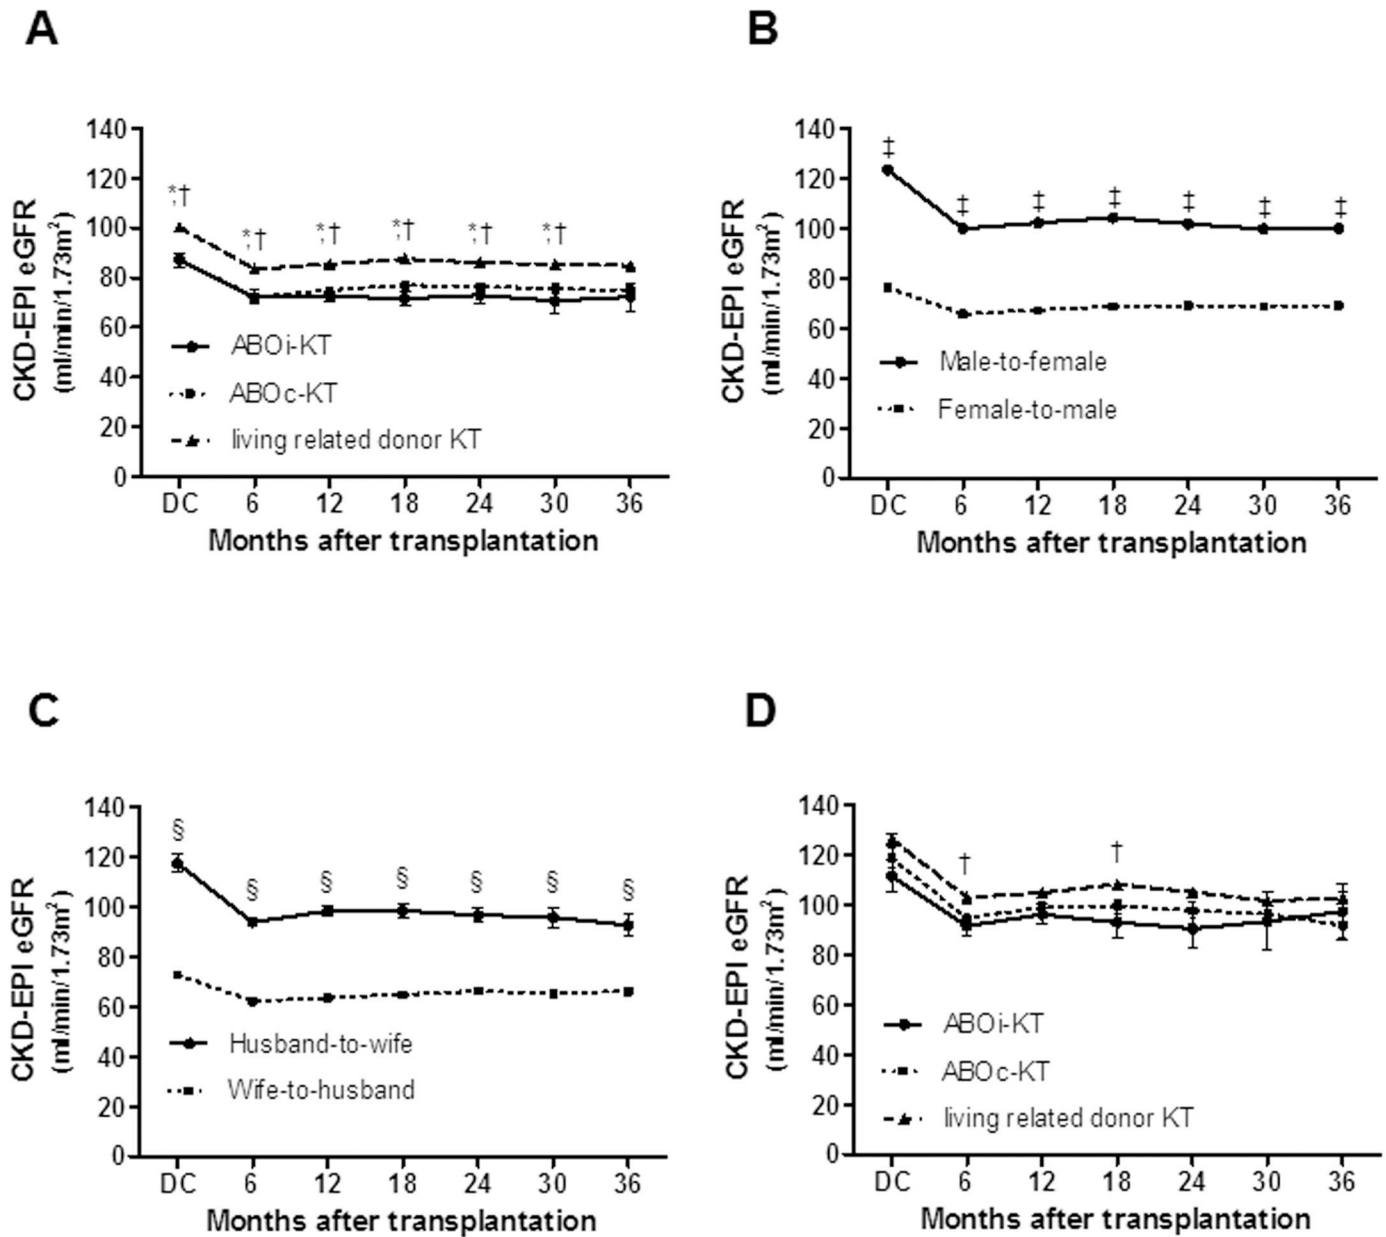 A
CKD-EPI eGFR
(ml/min/1.73m²)
140
120
100
80
60
40
20
0
*,† *,† *,† *,† *,† *,†
ABOi-KT
ABOc-KT
living related donor KT
DC 6 12 18 24 30 36
Months after transplantation
B
CKD-EPI eGFR
(ml/min/1.73m²)
140
120
100
80
60
40
20
0
‡ ‡ ‡ ‡ ‡ ‡ ‡
Male-to-female
Female-to-male
DC 6 12 18 24 30 36
Months after transplantation
C
CKD-EPI eGFR
(ml/min/1.73m²)
140
120
100
80
60
40
20
0
§ § § § § § §
Husband-to-wife
Wife-to-husband
DC 6 12 18 24 30 36
Months after transplantation
D
CKD-EPI eGFR
(ml/min/1.73m²)
140
120
100
80
60
40
20
0
† †
ABOi-KT
ABOc-KT
living related donor KT
DC 6 12 18 24 30 36
Months after transplantation